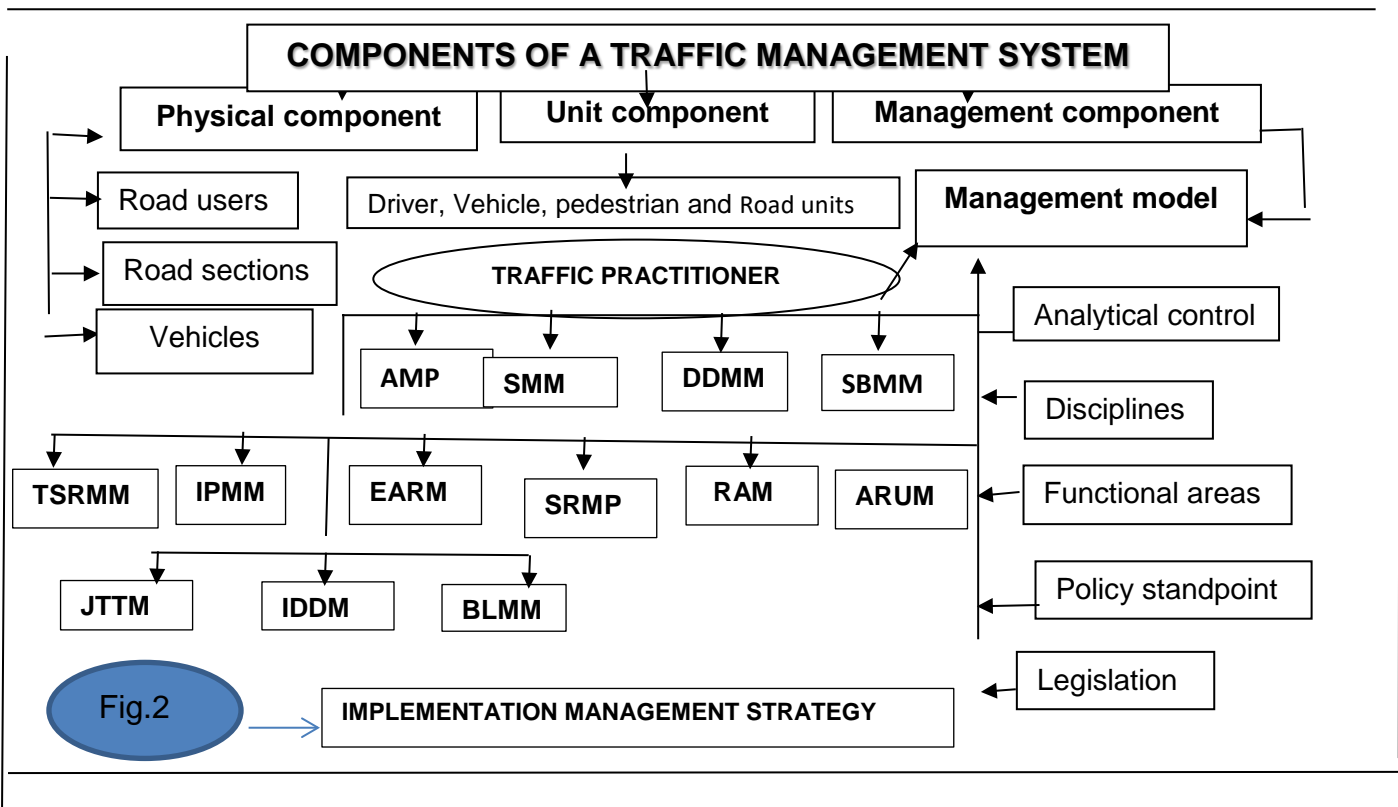 COMPONENTS OF A TRAFFIC MANAGEMENT SYSTEM
Physical component
Unit component
Management component
Road users
Driver, Vehicle, pedestrian and Road units
Management model
Road sections
TRAFFIC PRACTITIONER
Vehicles
Analytical control
AMP
SMM
DDMM
SBMM
Disciplines
TSRMM
IPMM
EARM
SRMP
RAM
ARUM
Functional areas
JTTM
IDDM
BLMM
Policy standpoint
Legislation
Fig.2
IMPLEMENTATION MANAGEMENT STRATEGY